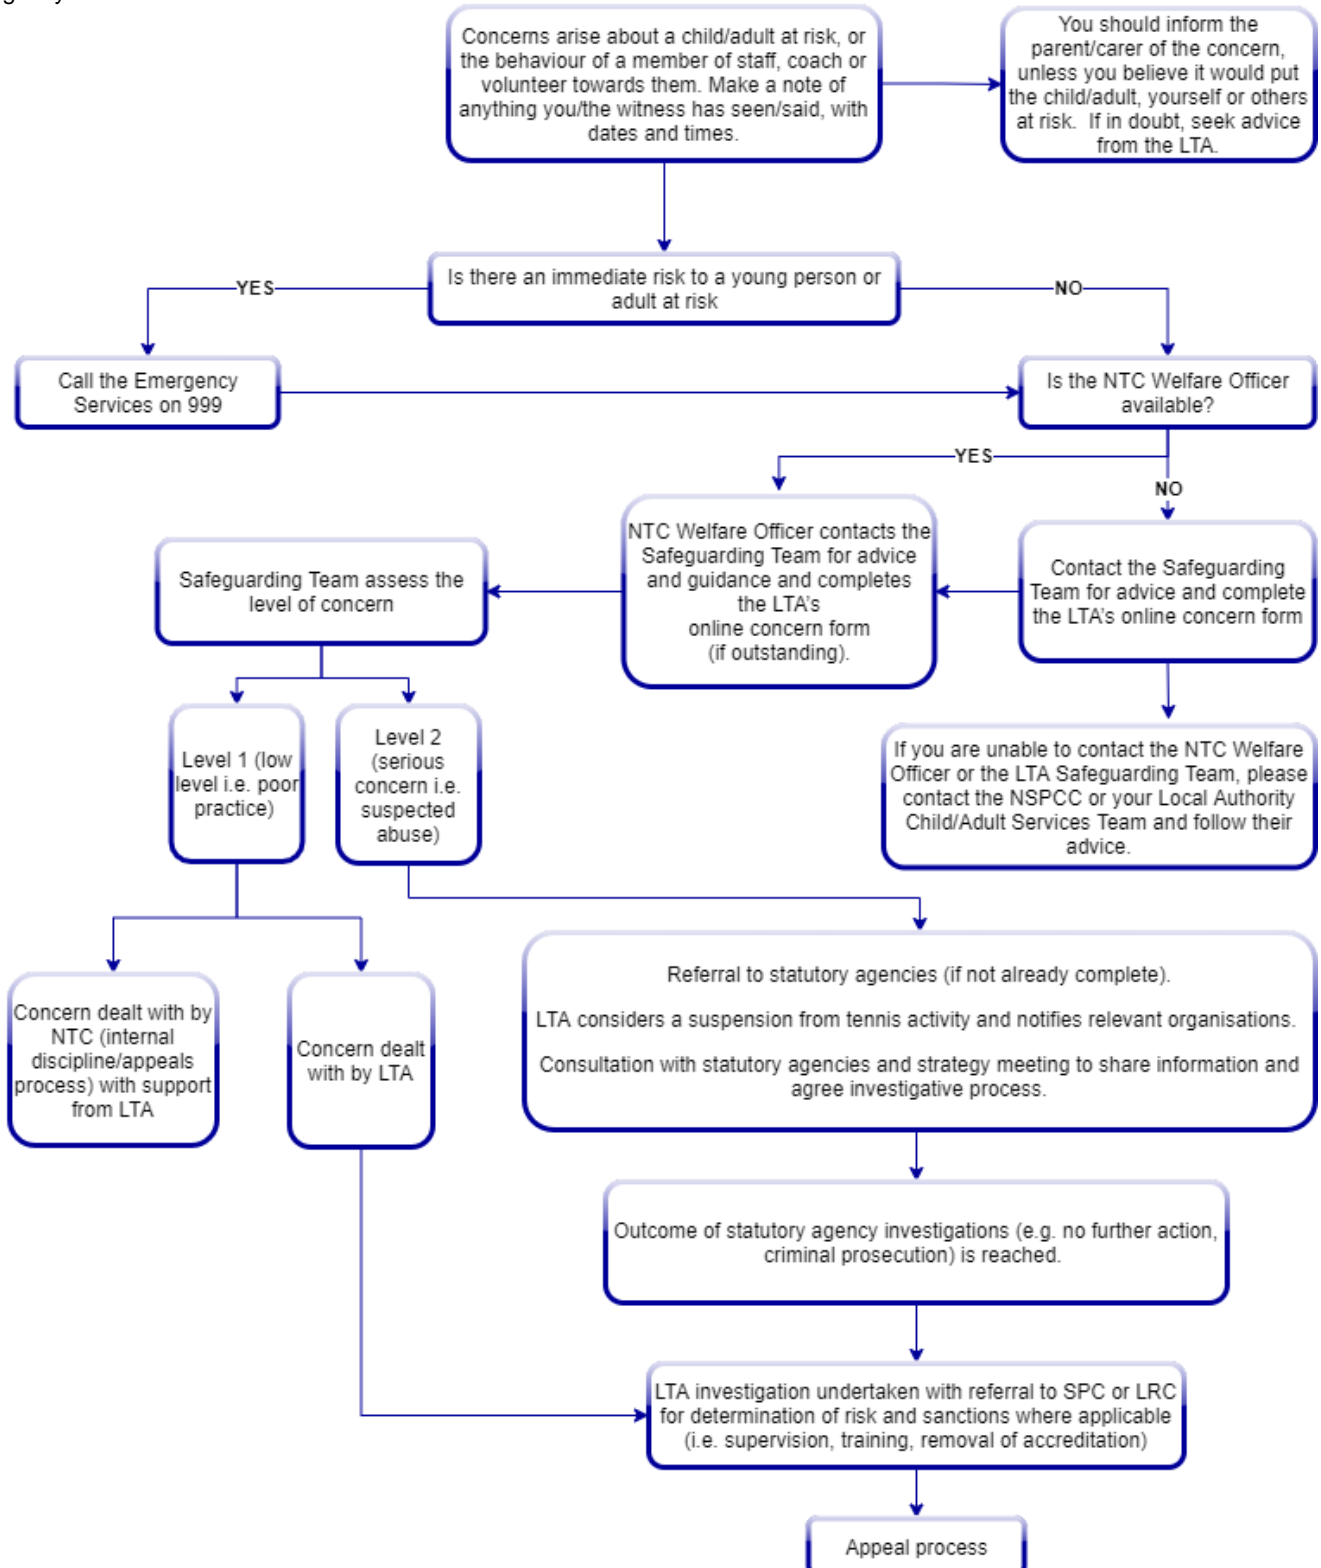 Concerns arise about a child/adult at risk, or
the behaviour of a member of staff, coach or
volunteer towards them. Make a note of
anything you/the witness has seen/said, with
dates and times.
You should inform the
parent/carer of the concern,
unless you believe it would put
the child/adult, yourself or others
at risk. If in doubt, seek advice
from the LTA.
Is there an immediate risk to a young person or
adult at risk
YES
NO
Call the Emergency
Services on 999
Is the NTC Welfare Officer
available?
YES
NO
NTC Welfare Officer contacts the
Safeguarding Team for advice
and guidance and completes
the LTA's
online concern form
(if outstanding).
Contact the Safeguarding
Team for advice and complete
the LTA's online concern form
Safeguarding Team assess the
level of concern
Level 1 (low
level i.e. poor
practice)
Level 2
(serious
concern i.e.
suspected
abuse)
If you are unable to contact the NTC Welfare
Officer or the LTA Safeguarding Team, please
contact the NSPCC or your Local Authority
Child/Adult Services Team and follow their
advice.
Concern dealt with by
NTC (internal
discipline/appeals
process) with support
from LTA
Concern dealt
with by LTA
Referral to statutory agencies (if not already complete).
LTA considers a suspension from tennis activity and notifies relevant organisations.
Consultation with statutory agencies and strategy meeting to share information and
agree investigative process.
Outcome of statutory agency investigations (e.g. no further action,
criminal prosecution) is reached.
LTA investigation undertaken with referral to SPC or LRC
for determination of risk and sanctions where applicable
(i.e. supervision, training, removal of accreditation)
Appeal process